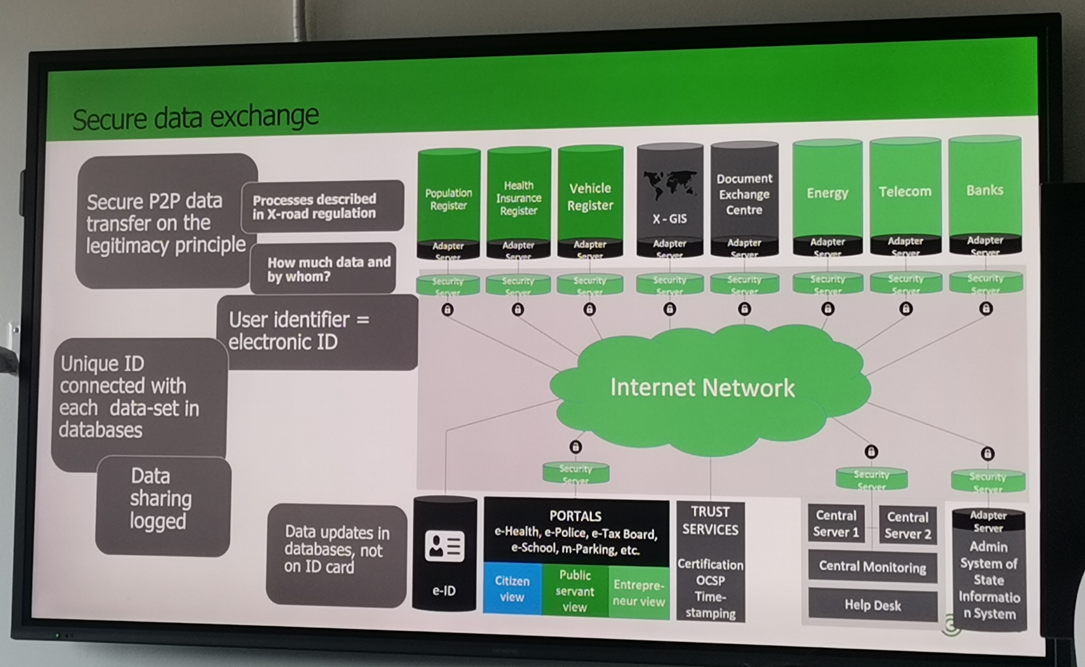 Secure data exchange
Secure P2P data
transfer on the
legitimacy principle
Processes described
in X-road regulation
How much data and
by whom?
User identifier =
electronic ID
Unique ID
connected with
each data-set in
databases
Data
sharing
logged
Data updates in
databases, not
on ID card
Population
Register
Health
Insurance
Register
Vehicle
Register
X - GIS
Document
Exchange
Centre
Energy
Telecom
Banks
Adapter
Server
Adapter
Server
Adapter
Server
Adapter
Server
Adapter
Server
Adapter
Server
Adapter
Server
Adapter
Server
Security
Server
Security
Server
Security
Server
Security
Server
Security
Server
Security
Server
Security
Server
Security
Server
Internet Network
Security
Server
Security
Server
Security
Server
e-ID
PORTALS
e-Health, e-Police, e-Tax Board,
e-School, m-Parking, etc.
Citizen
view
Public
servant
view
Entrepre-
neur view
TRUST
SERVICES
Certification
OCSP
Time-
stamping
Central
Server 1
Central
Server 2
Central Monitoring
Help Desk
Adapter
Server
Admin
System of
State
Informatio
n System